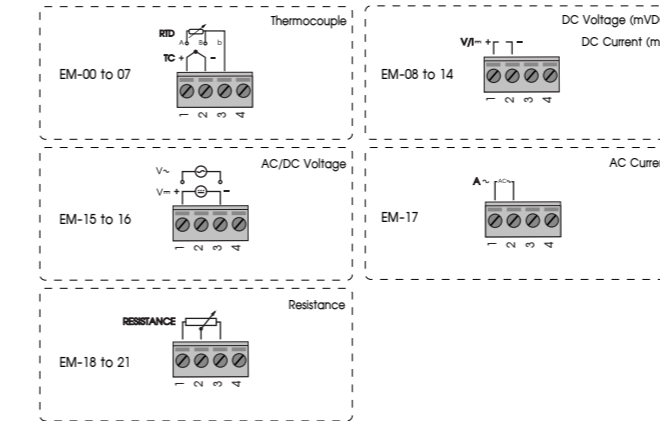 Thermocouple
RTD
A B b
TC + -
EM-00 to 07
1 2 3 4
DC Voltage (mVD
DC Current (m
V/I⎓ + -
EM-08 to 14
1 2 3 4
AC/DC Voltage
V~
V⎓ + -
EM-15 to 16
1 2 3 4
AC Curre
A~ AC~
EM-17
1 2 3 4
Resistance
RESISTANCE
EM-18 to 21
1 2 3 4